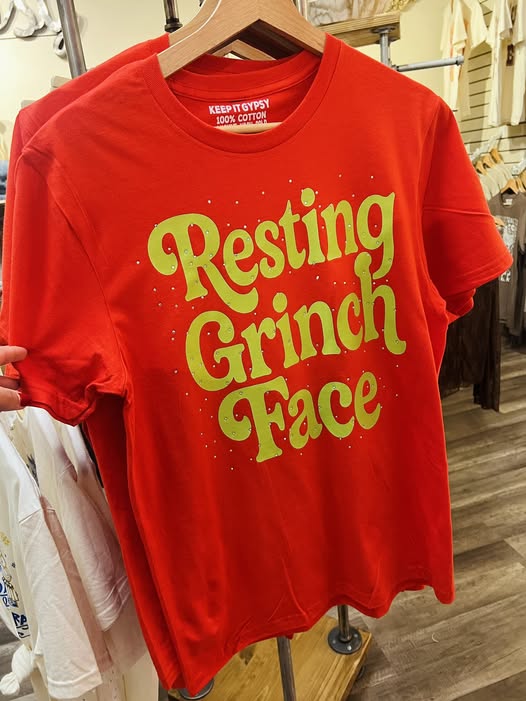 KEEP IT GYPSY
100% COTTON
Resting
Grinch
Face